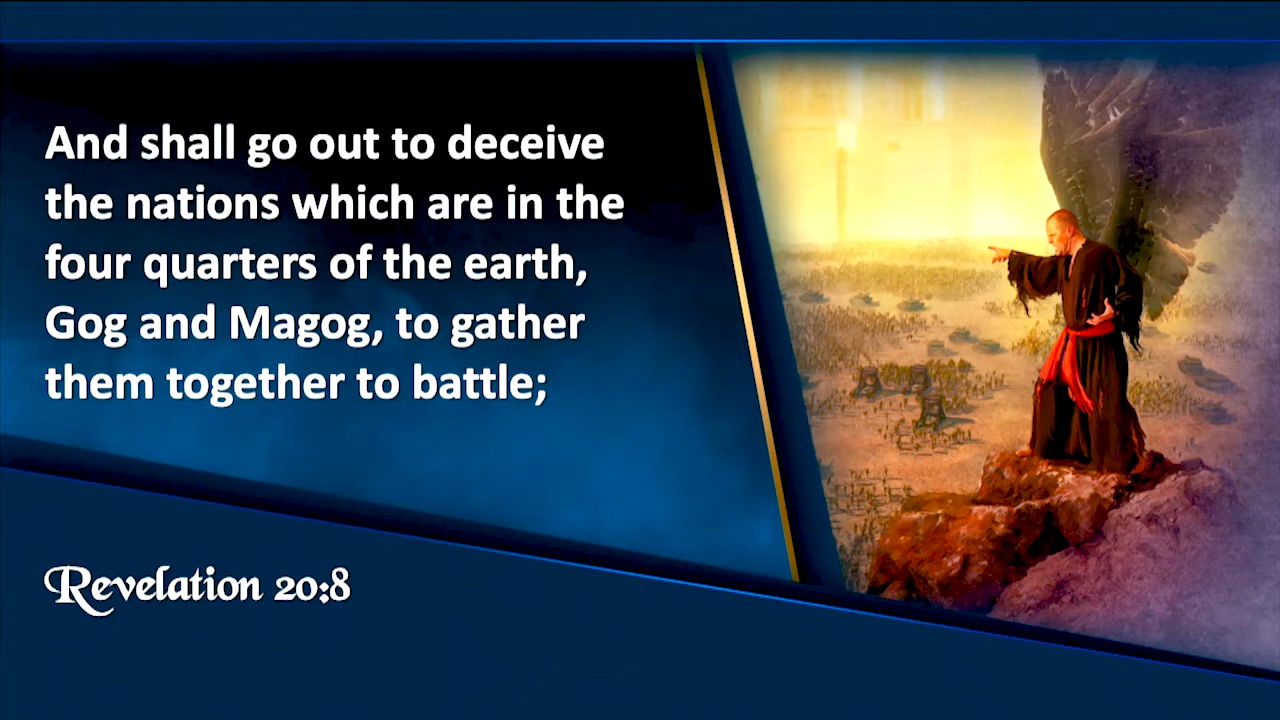 And shall go out to deceive
the nations which are in the
four quarters of the earth,
Gog and Magog, to gather
them together to battle;
Revelation 20:8